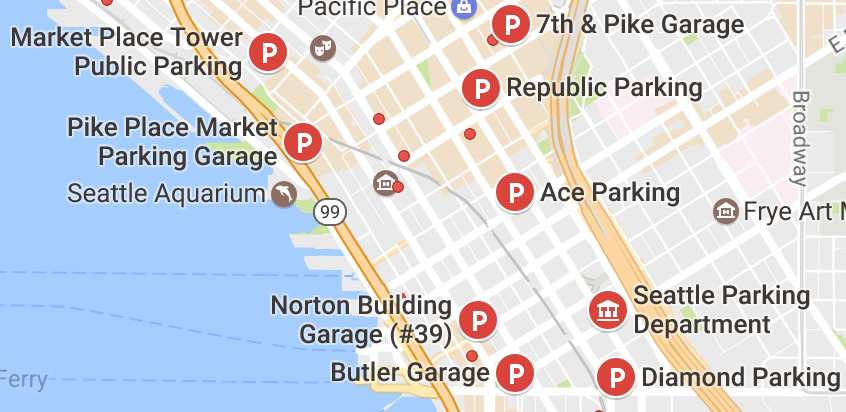 Pacific Place
7th & Pike Garage
Market Place Tower
Public Parking
Republic Parking
Pike Place Market
Parking Garage
Seattle Aquarium
Ace Parking
99
Broadway
Frye Art M
Norton Building
Garage (#39)
Seattle Parking
Department
Butler Garage
Diamond Parking
Ferry
E
P
P
P
P
P
P
P
P